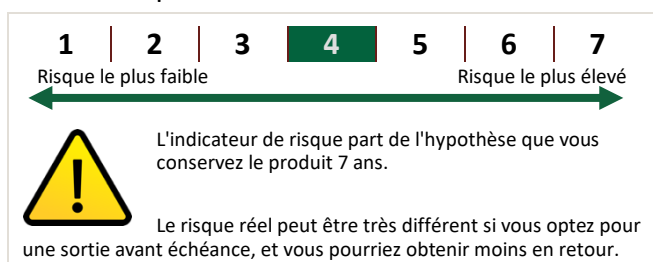 1 2 3 4 5 6 7
Risque le plus faible Risque le plus élevé
L'indicateur de risque part de l'hypothèse que vous
conservez le produit 7 ans.
Le risque réel peut être très différent si vous optez pour
une sortie avant échéance, et vous pourriez obtenir moins en retour.